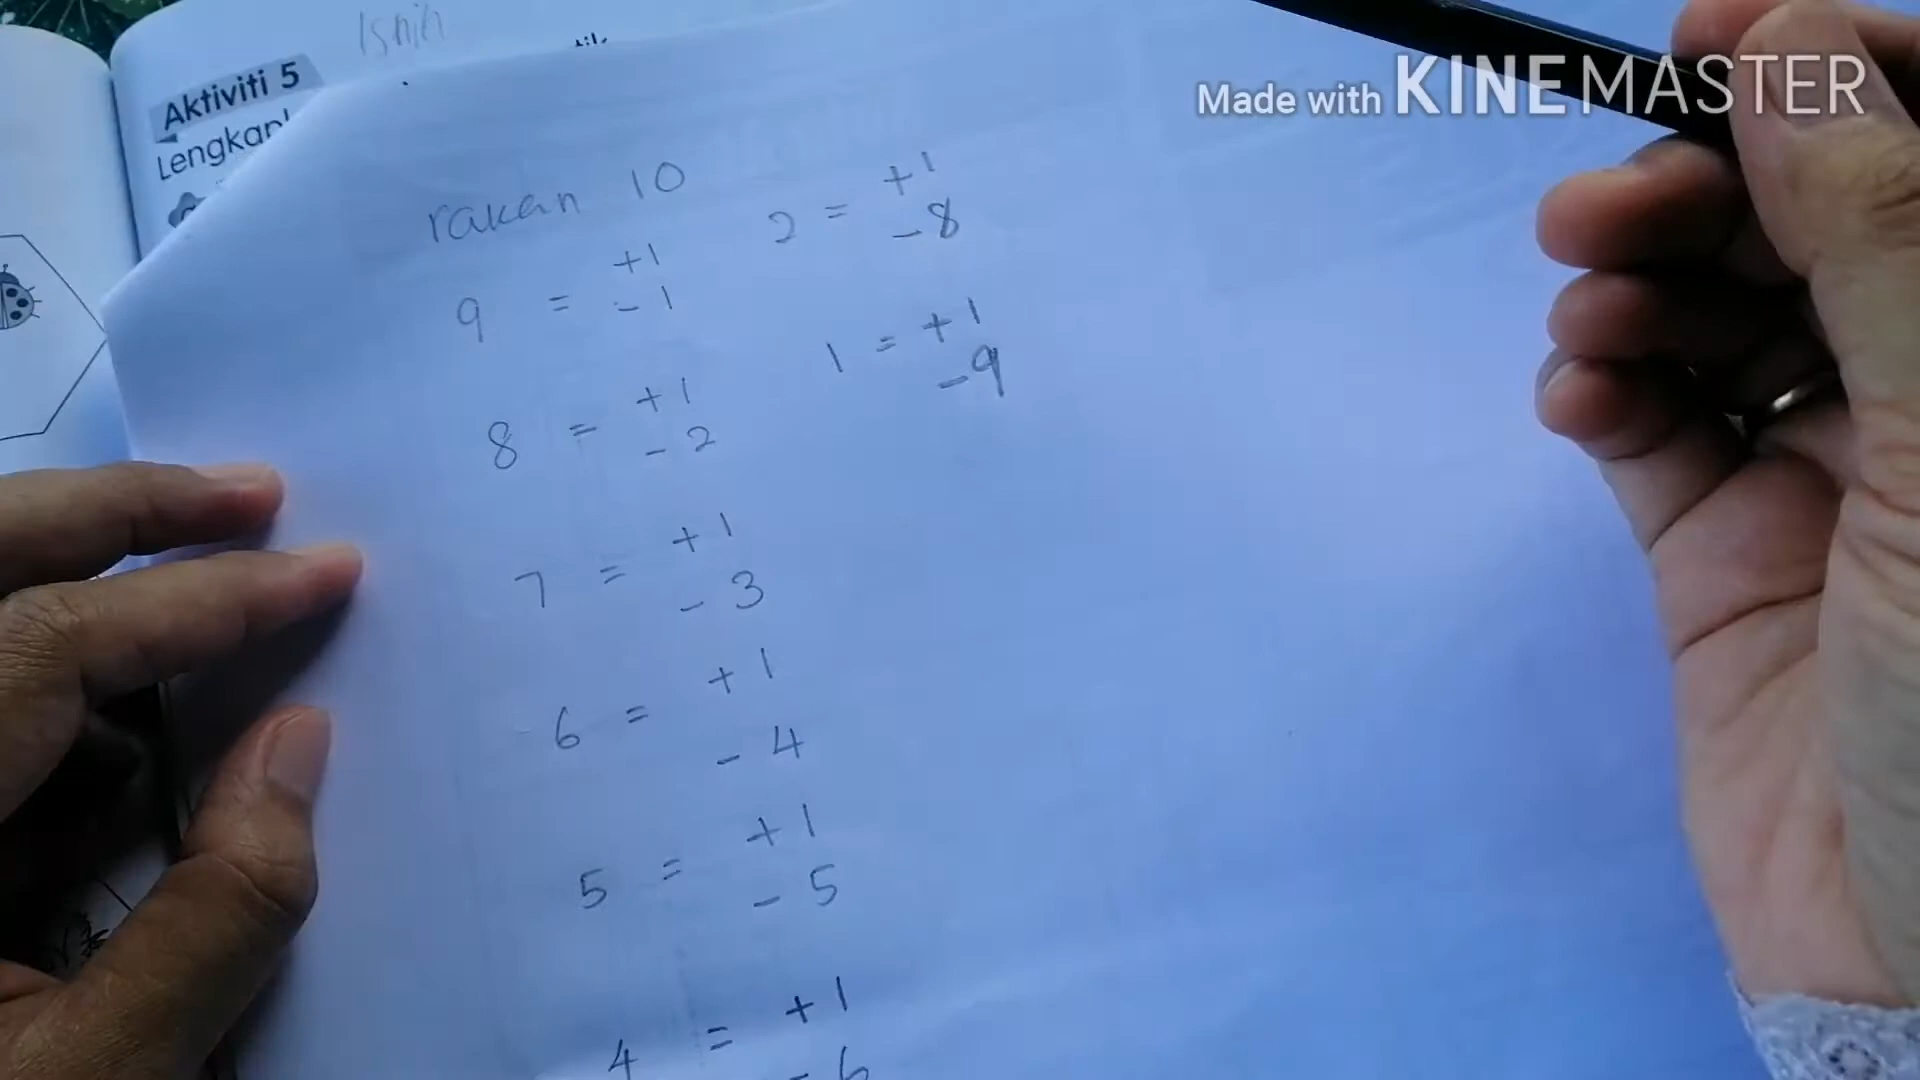 Isnin
Aktiviti 5
Made with KINEMASTER
rakan 10
9 = +1
- 1
8 = +1
- 2
7 = +1
- 3
6 = +1
- 4
5 = +1
- 5
4 = +1
- 6
2 = +1
- 8
1 = +1
- 9